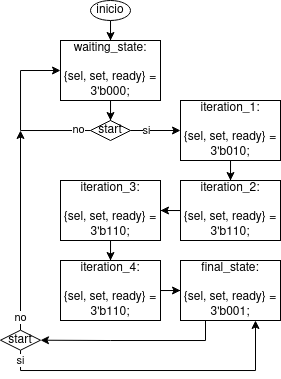 inicio
waiting_state:
{sel, set, ready} =
3'b000;
no
start
si
iteration_1:
{sel, set, ready} =
3'b010;
iteration_3:
{sel, set, ready} =
3'b110;
iteration_2:
{sel, set, ready} =
3'b110;
iteration_4:
{sel, set, ready} =
3'b110;
final_state:
{sel, set, ready} =
3'b001;
no
start
si